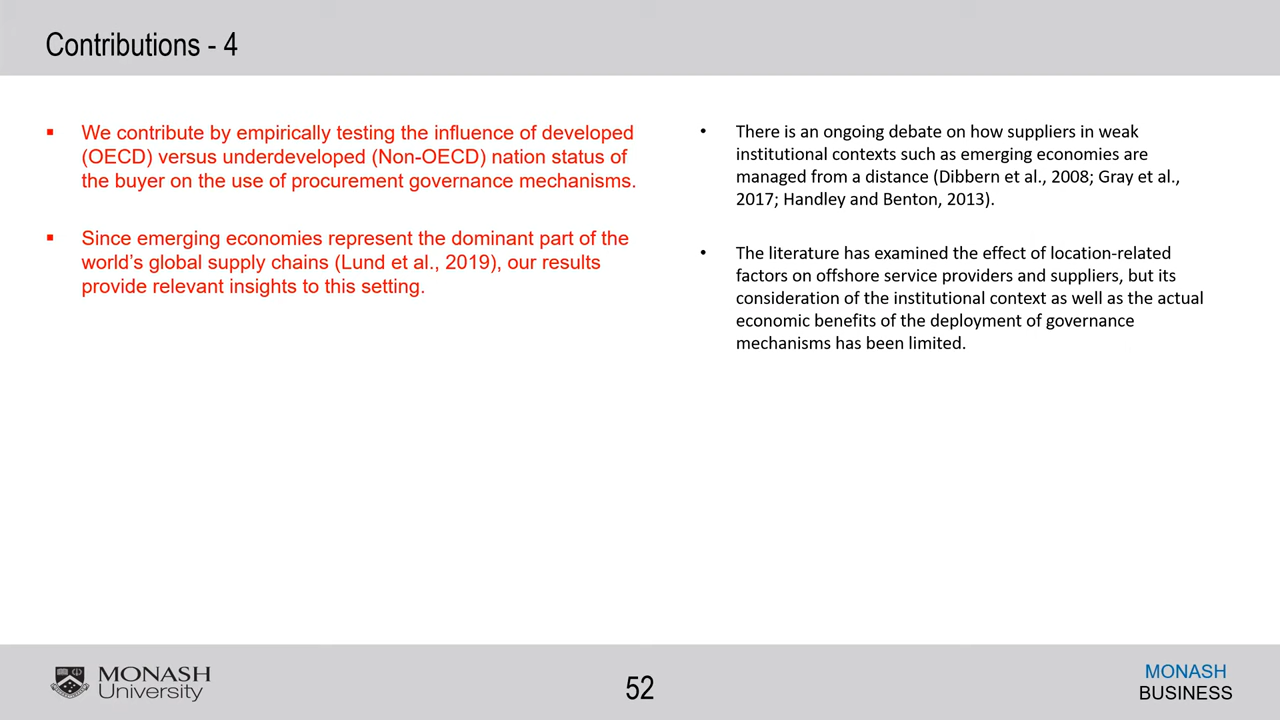 Contributions - 4
▪ We contribute by empirically testing the influence of developed
(OECD) versus underdeveloped (Non-OECD) nation status of
the buyer on the use of procurement governance mechanisms.
▪ Since emerging economies represent the dominant part of the
world’s global supply chains (Lund et al., 2019), our results
provide relevant insights to this setting.
• There is an ongoing debate on how suppliers in weak
institutional contexts such as emerging economies are
managed from a distance (Dibbern et al., 2008; Gray et al.,
2017; Handley and Benton, 2013).
• The literature has examined the effect of location-related
factors on offshore service providers and suppliers, but its
consideration of the institutional context as well as the actual
economic benefits of the deployment of governance
mechanisms has been limited.
MONASH
University
52
MONASH
BUSINESS